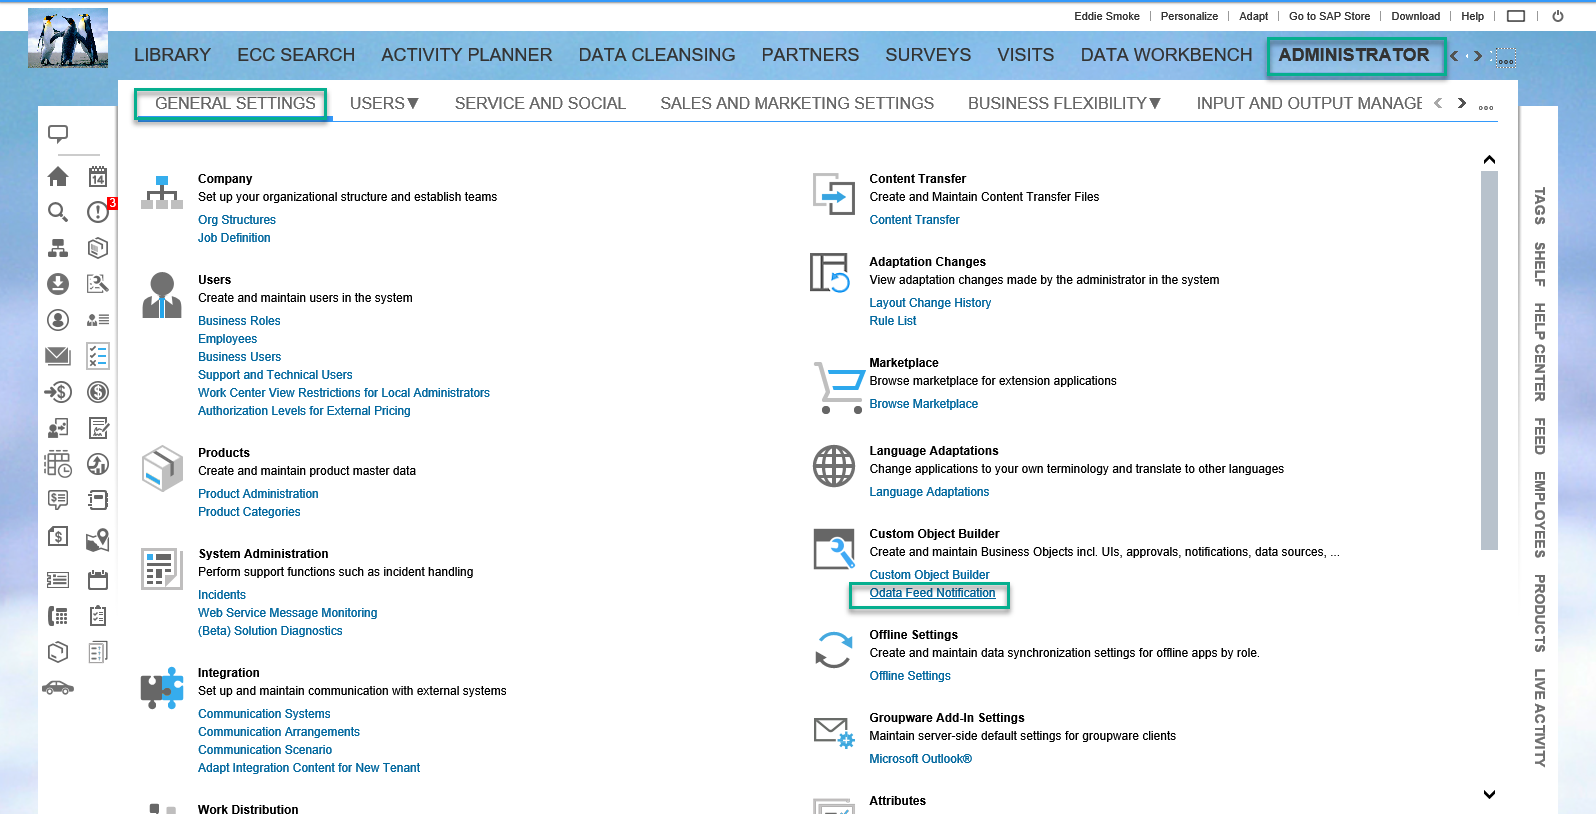 Eddie Smoke
Personalize
Adapt
Go to SAP Store
Download
Help
LIBRARY
ECC SEARCH
ACTIVITY PLANNER
DATA CLEANSING
PARTNERS
SURVEYS
VISITS
DATA WORKBENCH
ADMINISTRATOR
GENERAL SETTINGS
USERS
SERVICE AND SOCIAL
SALES AND MARKETING SETTINGS
BUSINESS FLEXIBILITY
INPUT AND OUTPUT MANAGE
14
3
Company
Set up your organizational structure and establish teams
Org Structures
Job Definition
Users
Create and maintain users in the system
Business Roles
Employees
Business Users
Support and Technical Users
Work Center View Restrictions for Local Administrators
Authorization Levels for External Pricing
Products
Create and maintain product master data
Product Administration
Product Categories
System Administration
Perform support functions such as incident handling
Incidents
Web Service Message Monitoring
(Beta) Solution Diagnostics
Integration
Set up and maintain communication with external systems
Communication Systems
Communication Arrangements
Communication Scenario
Adapt Integration Content for New Tenant
Work Distribution
Content Transfer
Create and Maintain Content Transfer Files
Content Transfer
Adaptation Changes
View adaptation changes made by the administrator in the system
Layout Change History
Rule List
Marketplace
Browse marketplace for extension applications
Browse Marketplace
Language Adaptations
Change applications to your own terminology and translate to other languages
Language Adaptations
Custom Object Builder
Create and maintain Business Objects incl. UIs, approvals, notifications, data sources, ...
Custom Object Builder
Odata Feed Notification
Offline Settings
Create and maintain data synchronization settings for offline apps by role.
Offline Settings
Groupware Add-In Settings
Maintain server-side default settings for groupware clients
Microsoft Outlook®
Attributes
TAGS
SHELF
HELP CENTER
FEED
EMPLOYEES
PRODUCTS
LIVE ACTIVITY